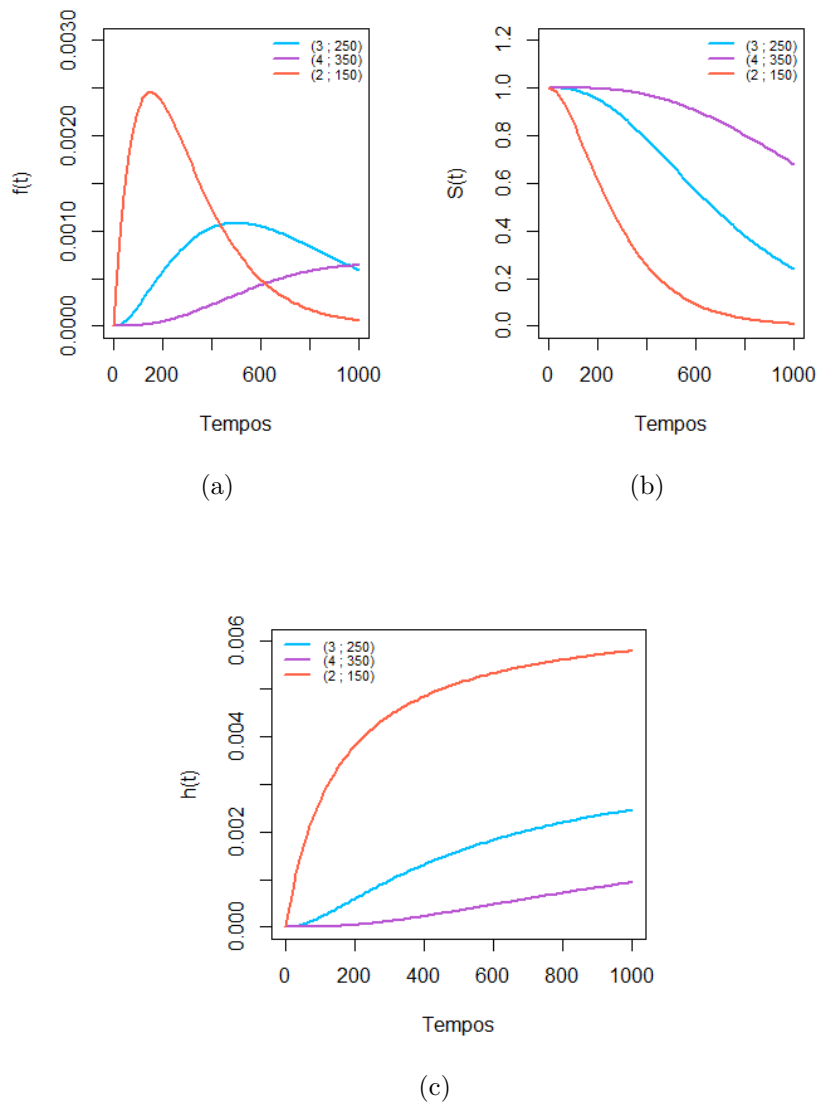 f(t)
0.0000
0.0010
0.0020
0.0030
(3 ; 250)
(4 ; 350)
(2 ; 150)
0
200
600
1000
Tempos
(a)
S(t)
0.0
0.2
0.4
0.6
0.8
1.0
1.2
(3 ; 250)
(4 ; 350)
(2 ; 150)
0
200
600
1000
Tempos
(b)
h(t)
0.000
0.002
0.004
0.006
(3 ; 250)
(4 ; 350)
(2 ; 150)
0
200
400
600
800
1000
Tempos
(c)